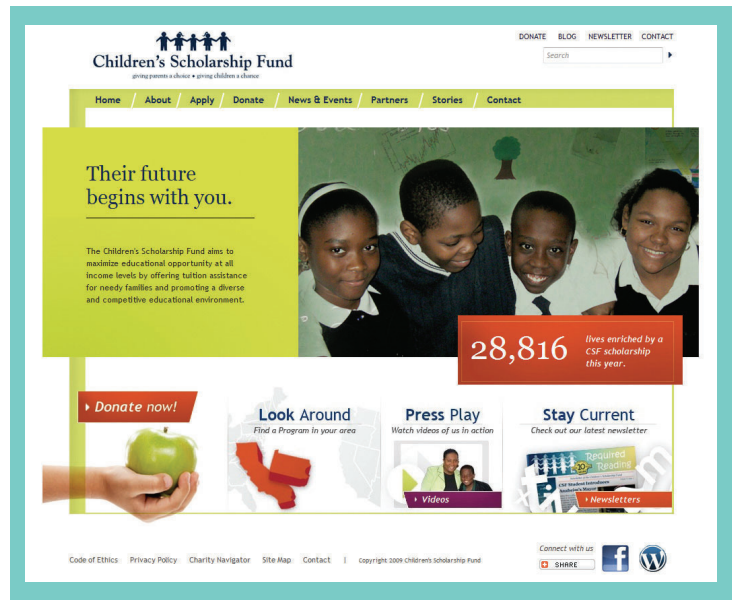 DONATE BLOG NEWSLETTER CONTACT
Children's Scholarship Fund
giving parents a choice • giving children a chance
Search
Home / About / Apply / Donate / News & Events / Partners / Stories / Contact
Their future
begins with you.
The Children's Scholarship Fund aims to
maximize educational opportunity at all
income levels by offering tuition assistance
for needy families and promoting a diverse
and competitive educational environment.
28,816
lives enriched by a
CSF scholarship
this year.
Donate now!
Look Around
Find a Program in your area
Press Play
Watch videos of us in action
Videos
Stay Current
Check out our latest newsletter
Required
Reading
CSF Student Introduces
Anaheim's Mayor
Newsletters
Code of Ethics Privacy Policy Charity Navigator Site Map Contact | Copyright 2009 Children's Scholarship Fund
Connect with us
SHARE
f
W